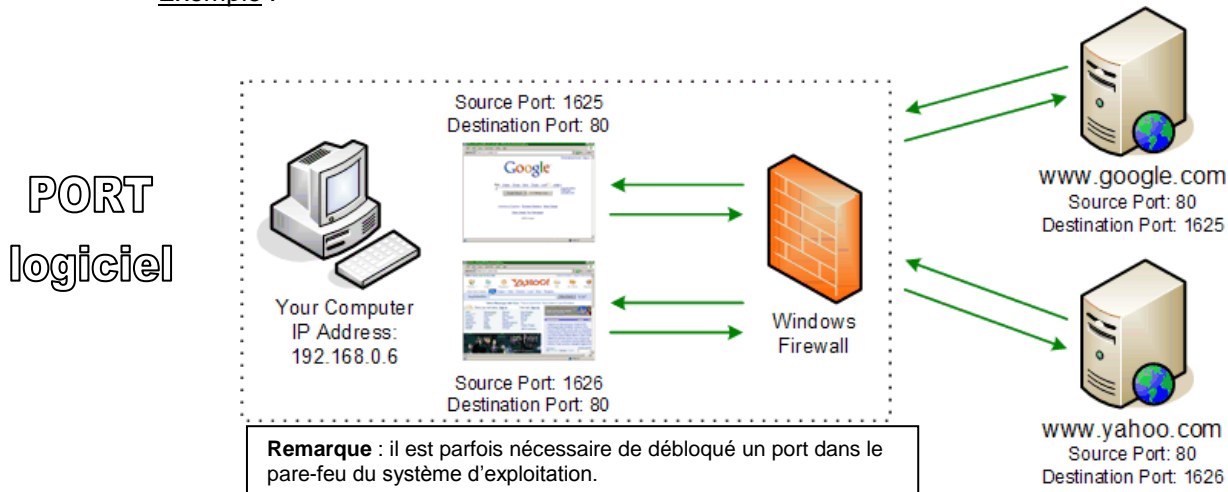 Exemple :
PORT
logiciel
Source Port: 1625
Destination Port: 80
Google
Your Computer
IP Address:
192.168.0.6
YAHOO!
Source Port: 1626
Destination Port: 80
Windows
Firewall
www.google.com
Source Port: 80
Destination Port: 1625
www.yahoo.com
Source Port: 80
Destination Port: 1626
Remarque : il est parfois nécessaire de débloqué un port dans le
pare-feu du système d'exploitation.